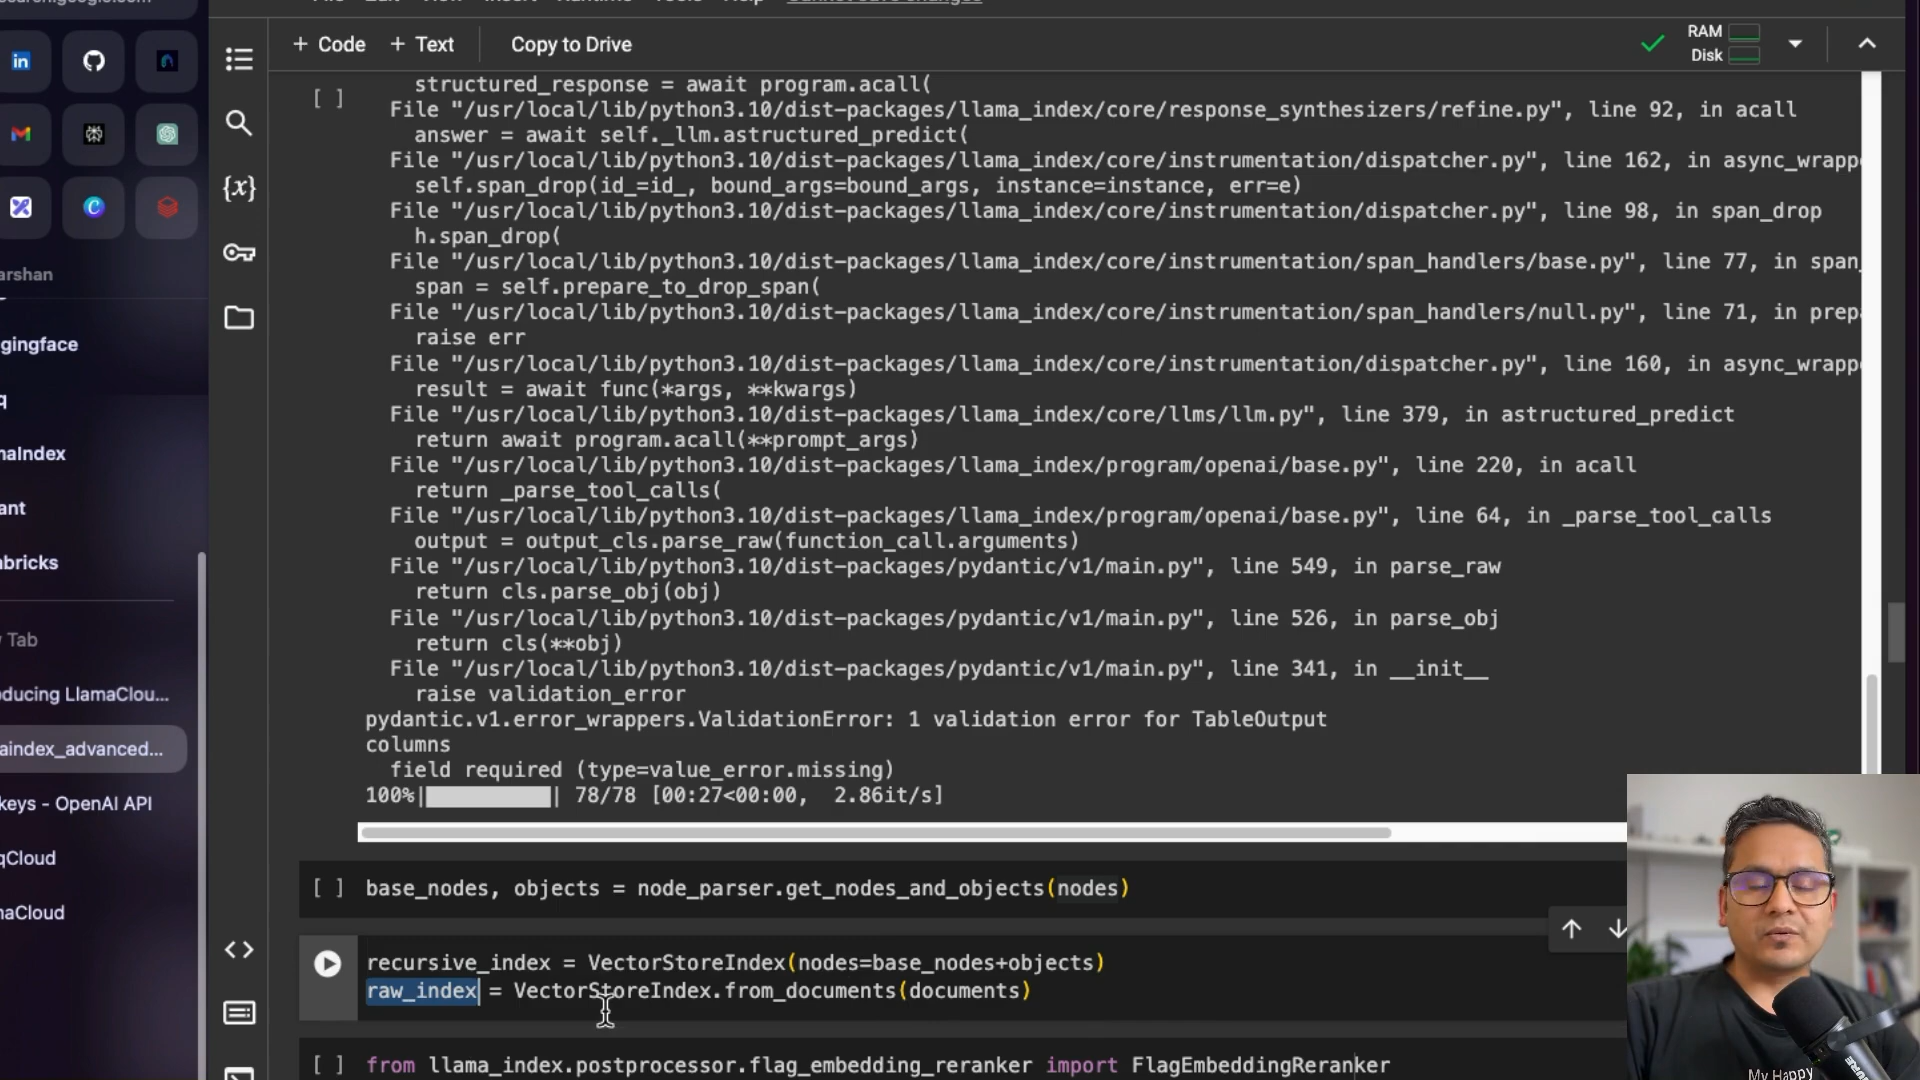 + Code + Text Copy to Drive
RAM
Disk
[ ] structured_response = await program.acall(
File "/usr/local/lib/python3.10/dist-packages/llama_index/core/response_synthesizers/refine.py", line 92, in acall
answer = await self._llm.astructured_predict(
File "/usr/local/lib/python3.10/dist-packages/llama_index/core/instrumentation/dispatcher.py", line 162, in async_wrappe
self.span_drop(id_=id_, bound_args=bound_args, instance=instance, err=e)
File "/usr/local/lib/python3.10/dist-packages/llama_index/core/instrumentation/dispatcher.py", line 98, in span_drop
h.span_drop(
File "/usr/local/lib/python3.10/dist-packages/llama_index/core/instrumentation/span_handlers/base.py", line 77, in span_
span = self.prepare_to_drop_span(
File "/usr/local/lib/python3.10/dist-packages/llama_index/core/instrumentation/span_handlers/null.py", line 71, in prepa
raise err
File "/usr/local/lib/python3.10/dist-packages/llama_index/core/instrumentation/dispatcher.py", line 160, in async_wrappe
result = await func(*args, **kwargs)
File "/usr/local/lib/python3.10/dist-packages/llama_index/core/llms/llm.py", line 379, in astructured_predict
return await program.acall(**prompt_args)
File "/usr/local/lib/python3.10/dist-packages/llama_index/program/openai/base.py", line 220, in acall
return _parse_tool_calls(
File "/usr/local/lib/python3.10/dist-packages/llama_index/program/openai/base.py", line 64, in _parse_tool_calls
output = output_cls.parse_raw(function_call.arguments)
File "/usr/local/lib/python3.10/dist-packages/pydantic/v1/main.py", line 549, in parse_raw
return cls.parse_obj(obj)
File "/usr/local/lib/python3.10/dist-packages/pydantic/v1/main.py", line 526, in parse_obj
return cls(**obj)
File "/usr/local/lib/python3.10/dist-packages/pydantic/v1/main.py", line 341, in __init__
raise validation_error
pydantic.v1.error_wrappers.ValidationError: 1 validation error for TableOutput
columns
field required (type=value_error.missing)
100%| | 78/78 [00:27<00:00, 2.86it/s]
[ ] base_nodes, objects = node_parser.get_nodes_and_objects(nodes)
recursive_index = VectorStoreIndex(nodes=base_nodes+objects)
raw_index = VectorStoreIndex.from_documents(documents)
[ ] from llama_index.postprocessor.flag_embedding_reranker import FlagEmbeddingReranker
in
{x}
arshan
gingface
q
naIndex
ant
abricks
Tab
oducing LlamaClou...
aindex_advanced...
keys - OpenAI API
qCloud
naCloud
My Happy